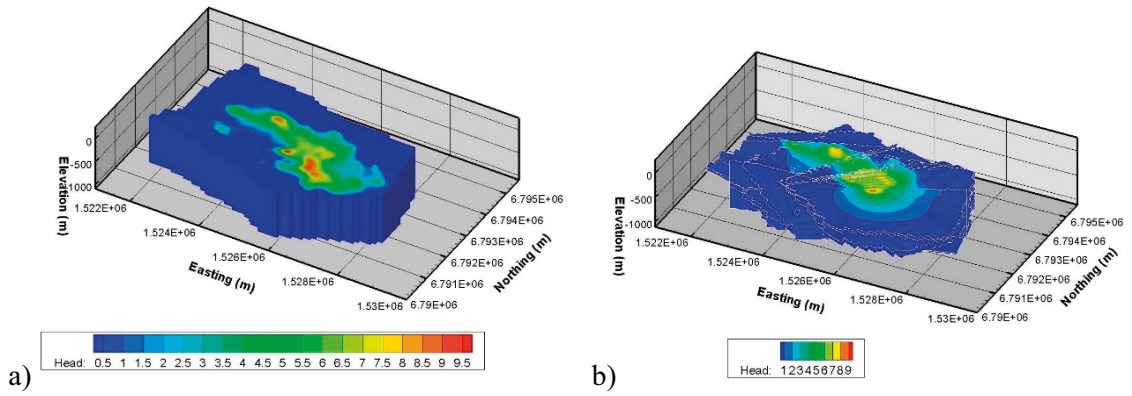 0
-500
1000
Elevation (m)
1.522E+06
1.524E+06
1.526E+06
1.528E+06
1.53E+06
Easting (m)
6.795E+06
6.794E+06
6.793E+06
6.792E+06
6.791E+06
6.79E+06
Northing (m)
Head: 0.5 1 1.5 2 2.5 3 3.5 4 4.5 5 5.5 6 6.5 7 7.5 8 8.5 9 9.5
a)
0
-500
-1000
Elevation (m)
1.522E+06
1.524E+06
1.526E+06
1.528E+06
1.53E+06
Easting (m)
6.795E+06
6.794E+06
6.793E+06
6.792E+06
6.791E+06
6.79E+06
Northing (m)
Head: 123456789
b)